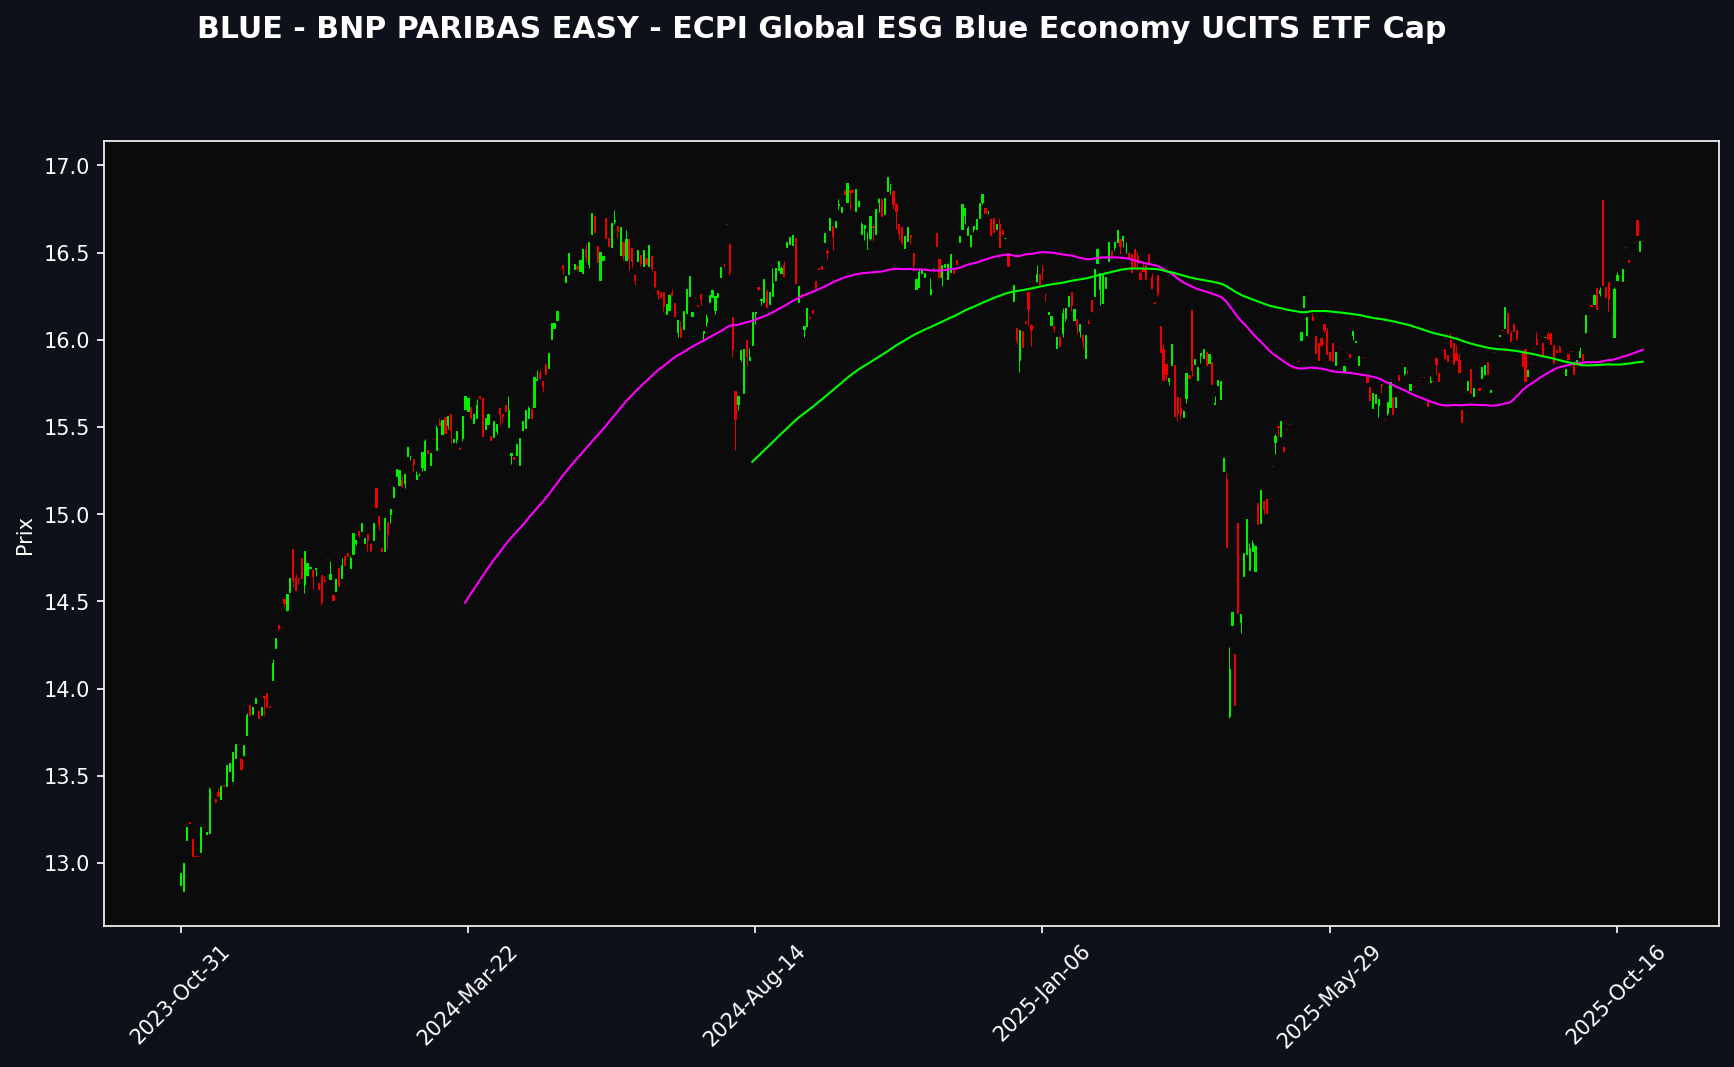 BLUE - BNP PARIBAS EASY - ECPI Global ESG Blue Economy UCITS ETF Cap
17.0
16.5
16.0
15.5
15.0
14.5
14.0
13.5
13.0
Prix
2023-Oct-31
2024-Mar-22
2024-Aug-14
2025-Jan-06
2025-May-29
2025-Oct-16